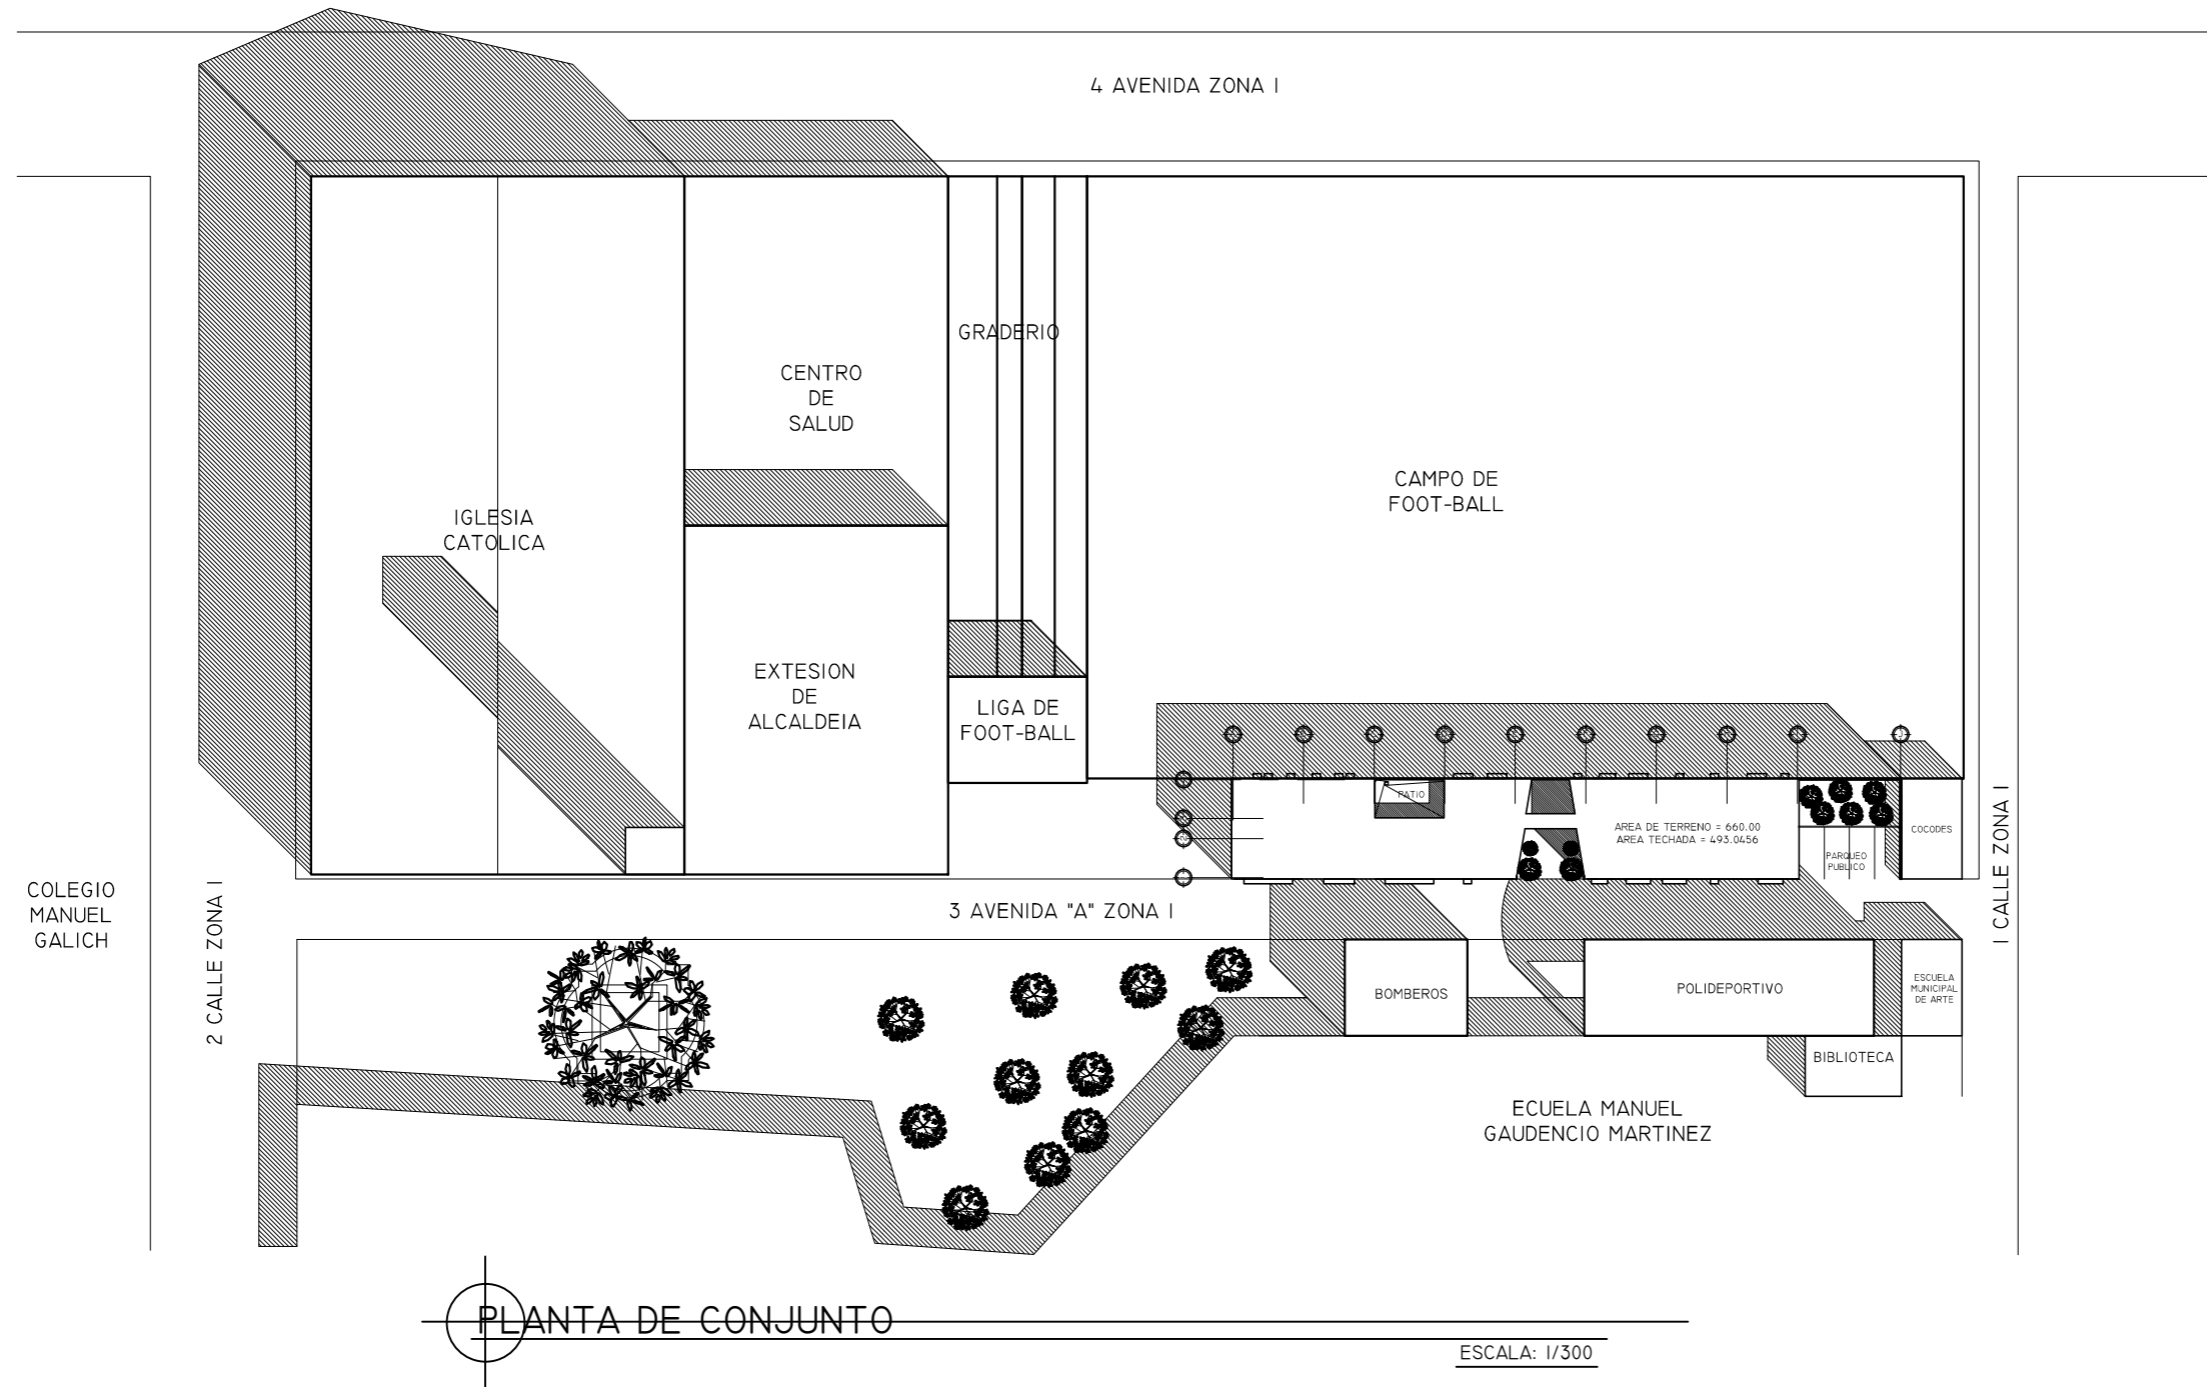 4 AVENIDA ZONA I
GRADERIO
CENTRO
DE
SALUD
CAMPO DE
FOOT-BALL
IGLESIA
CATOLICA
EXTESION
DE
ALCALDEIA
LIGA DE
FOOT-BALL
PATIO
AREA DE TERRENO = 660.00
AREA TECHADA = 493.0456
COCODES
PARQUEO
PUBLICO
1 CALLE ZONA I
COLEGIO
MANUEL
GALICH
2 CALLE ZONA I
3 AVENIDA "A" ZONA I
BOMBEROS
POLIDEPORTIVO
ESCUELA
MUNICIPAL
DE ARTE
BIBLIOTECA
ECUELA MANUEL
GAUDENCIO MARTINEZ
PLANTA DE CONJUNTO
ESCALA: 1/300